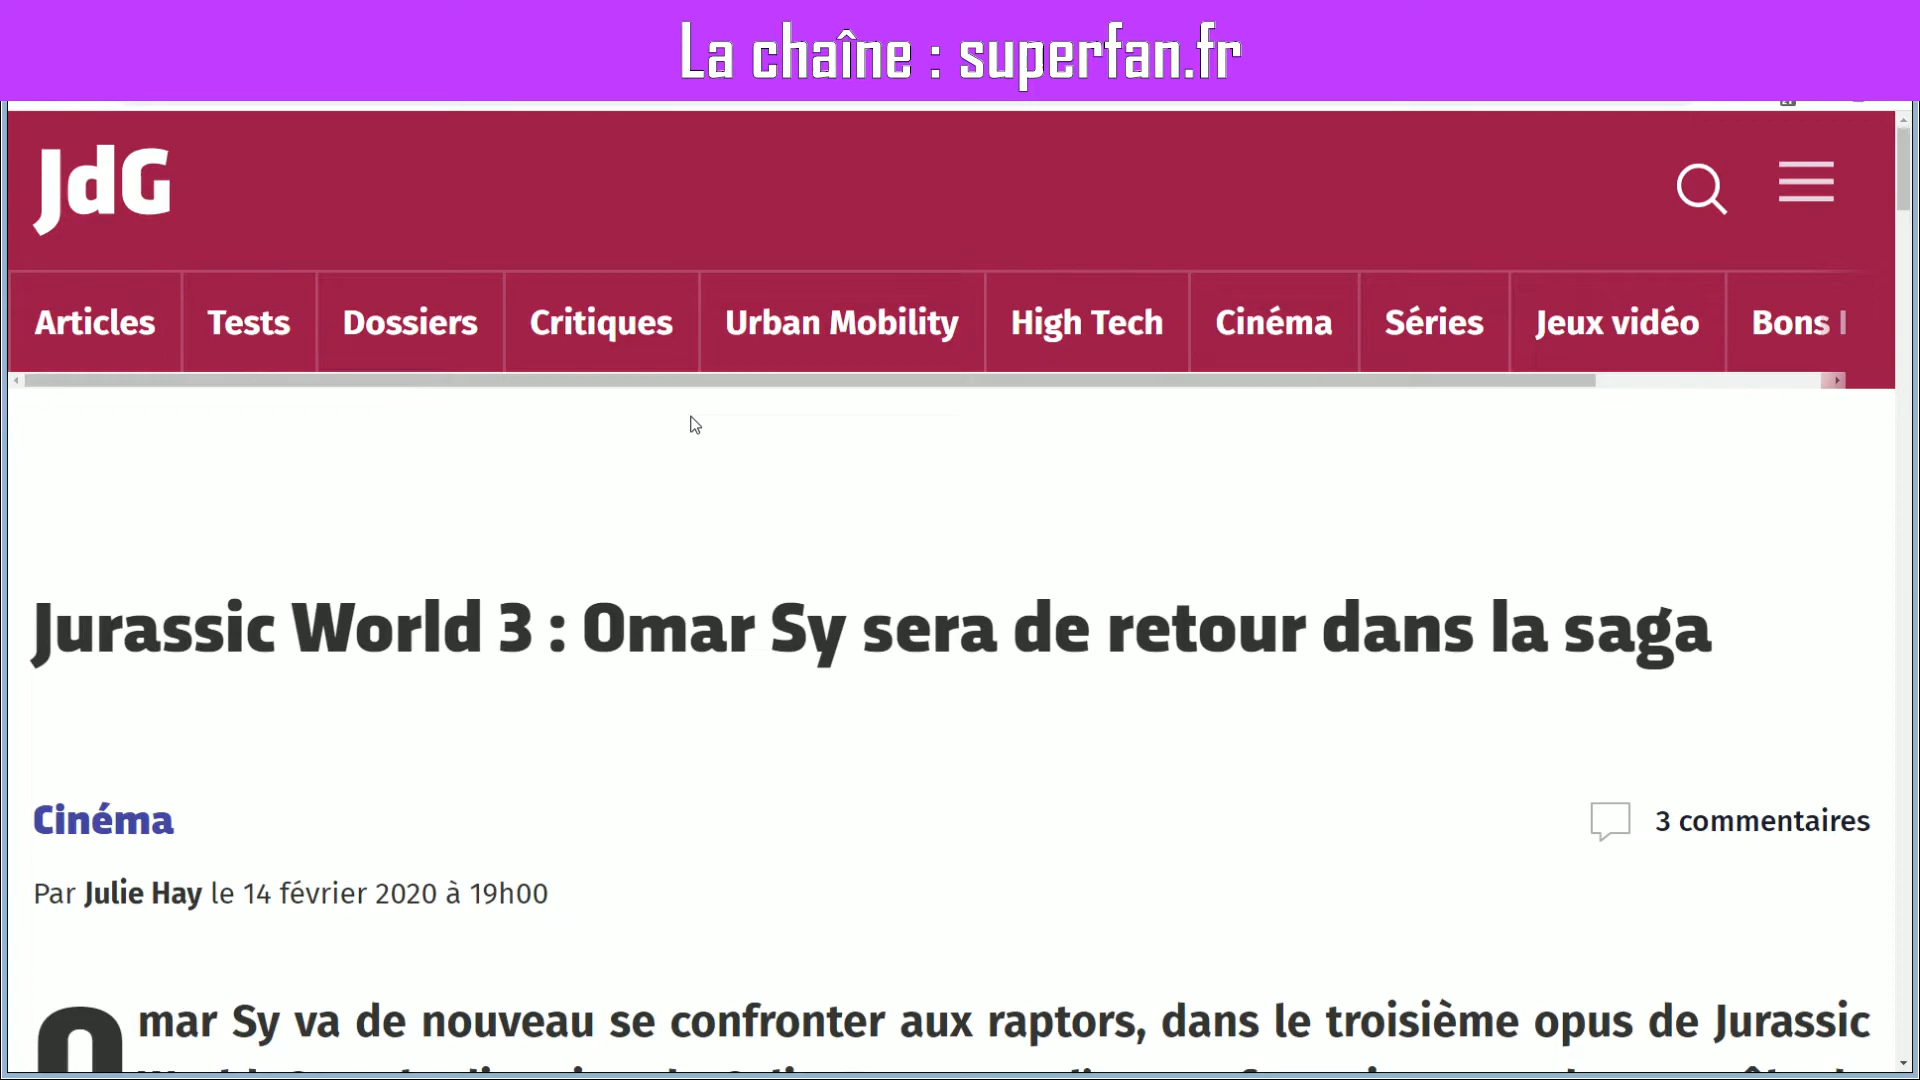 La chaîne : superfan.fr
JdG
Articles Tests Dossiers Critiques Urban Mobility High Tech Cinéma Séries Jeux vidéo Bons
Jurassic World 3 : Omar Sy sera de retour dans la saga
Cinéma
3 commentaires
Par Julie Hay le 14 février 2020 à 19h00
Omar Sy va de nouveau se confronter aux raptors, dans le troisième opus de Jurassic